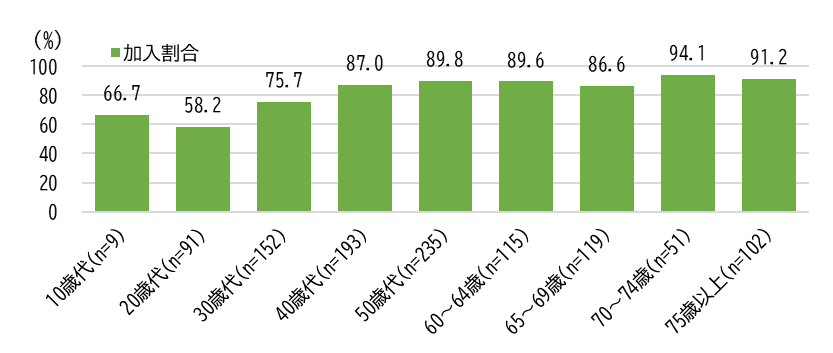 (%)
■加入割合
100
80
60
40
20
0
66.7
58.2
75.7
87.0
89.8
89.6
86.6
94.1
91.2
10歳代(n=9)
20歳代(n=91)
30歳代(n=152)
40歳代(n=193)
50歳代(n=235)
60～64歳(n=115)
65～69歳(n=119)
70～74歳(n=51)
75歳以上(n=102)